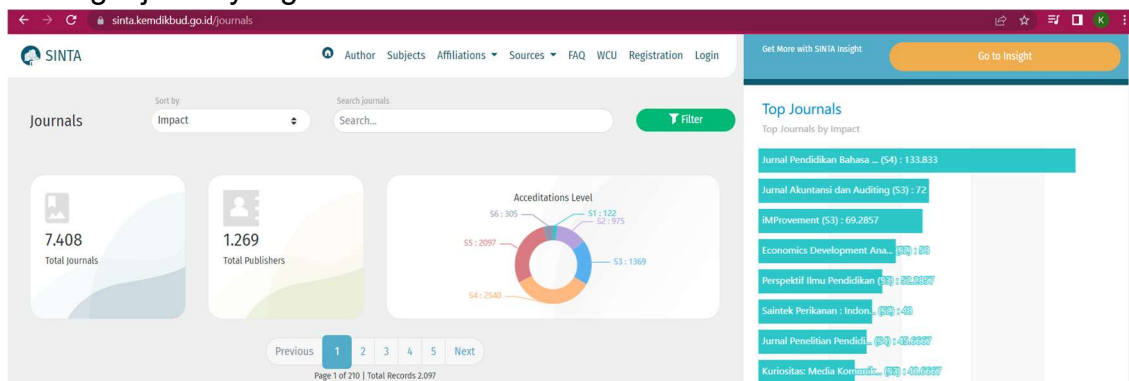 sinta.kemdikbud.go.id/journals
K
SINTA
Author Subjects Affiliations Sources FAQ WCU Registration Login
Get More with SINTA Insight
Go to Insight
Journals
Sort by
Impact
Search journals
Search...
Filter
7.408
Total Journals
1.269
Total Publishers
Accreditations Level
S6 : 305
S1 : 122
S2 : 975
S5 : 2097
S3 : 1369
S4 : 2540
Previous 1 2 3 4 5 Next
Page 1 of 210 | Total Records 2.097
Top Journals
Top Journals by Impact
Jurnal Pendidikan Bahasa ... (S4) : 133.833
Jurnal Akuntansi dan Auditing (S3) : 72
iMProvement (S3) : 69.2857
Economics Development Ana...
Perspektif Ilmu Pendidikan
Saintek Perikanan : Indon...
Jurnal Penelitian Pendidi...
Kuriositas: Media Komunik...